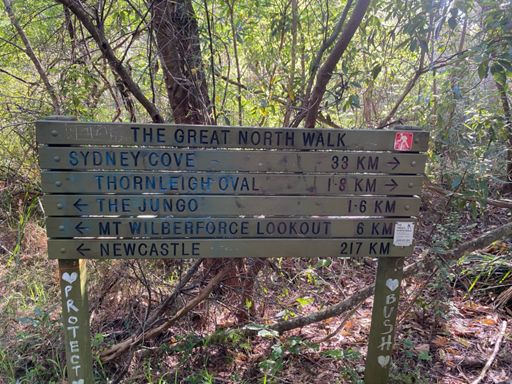 THE GREAT NORTH WALK
SYDNEY COVE 33 KM →
THORNLEIGH OVAL 1·8 KM →
← THE JUNGO 1·6 KM
← MT WILBERFORCE LOOKOUT 6 KM
← NEWCASTLE 217 KM
PROTECT
BUSH